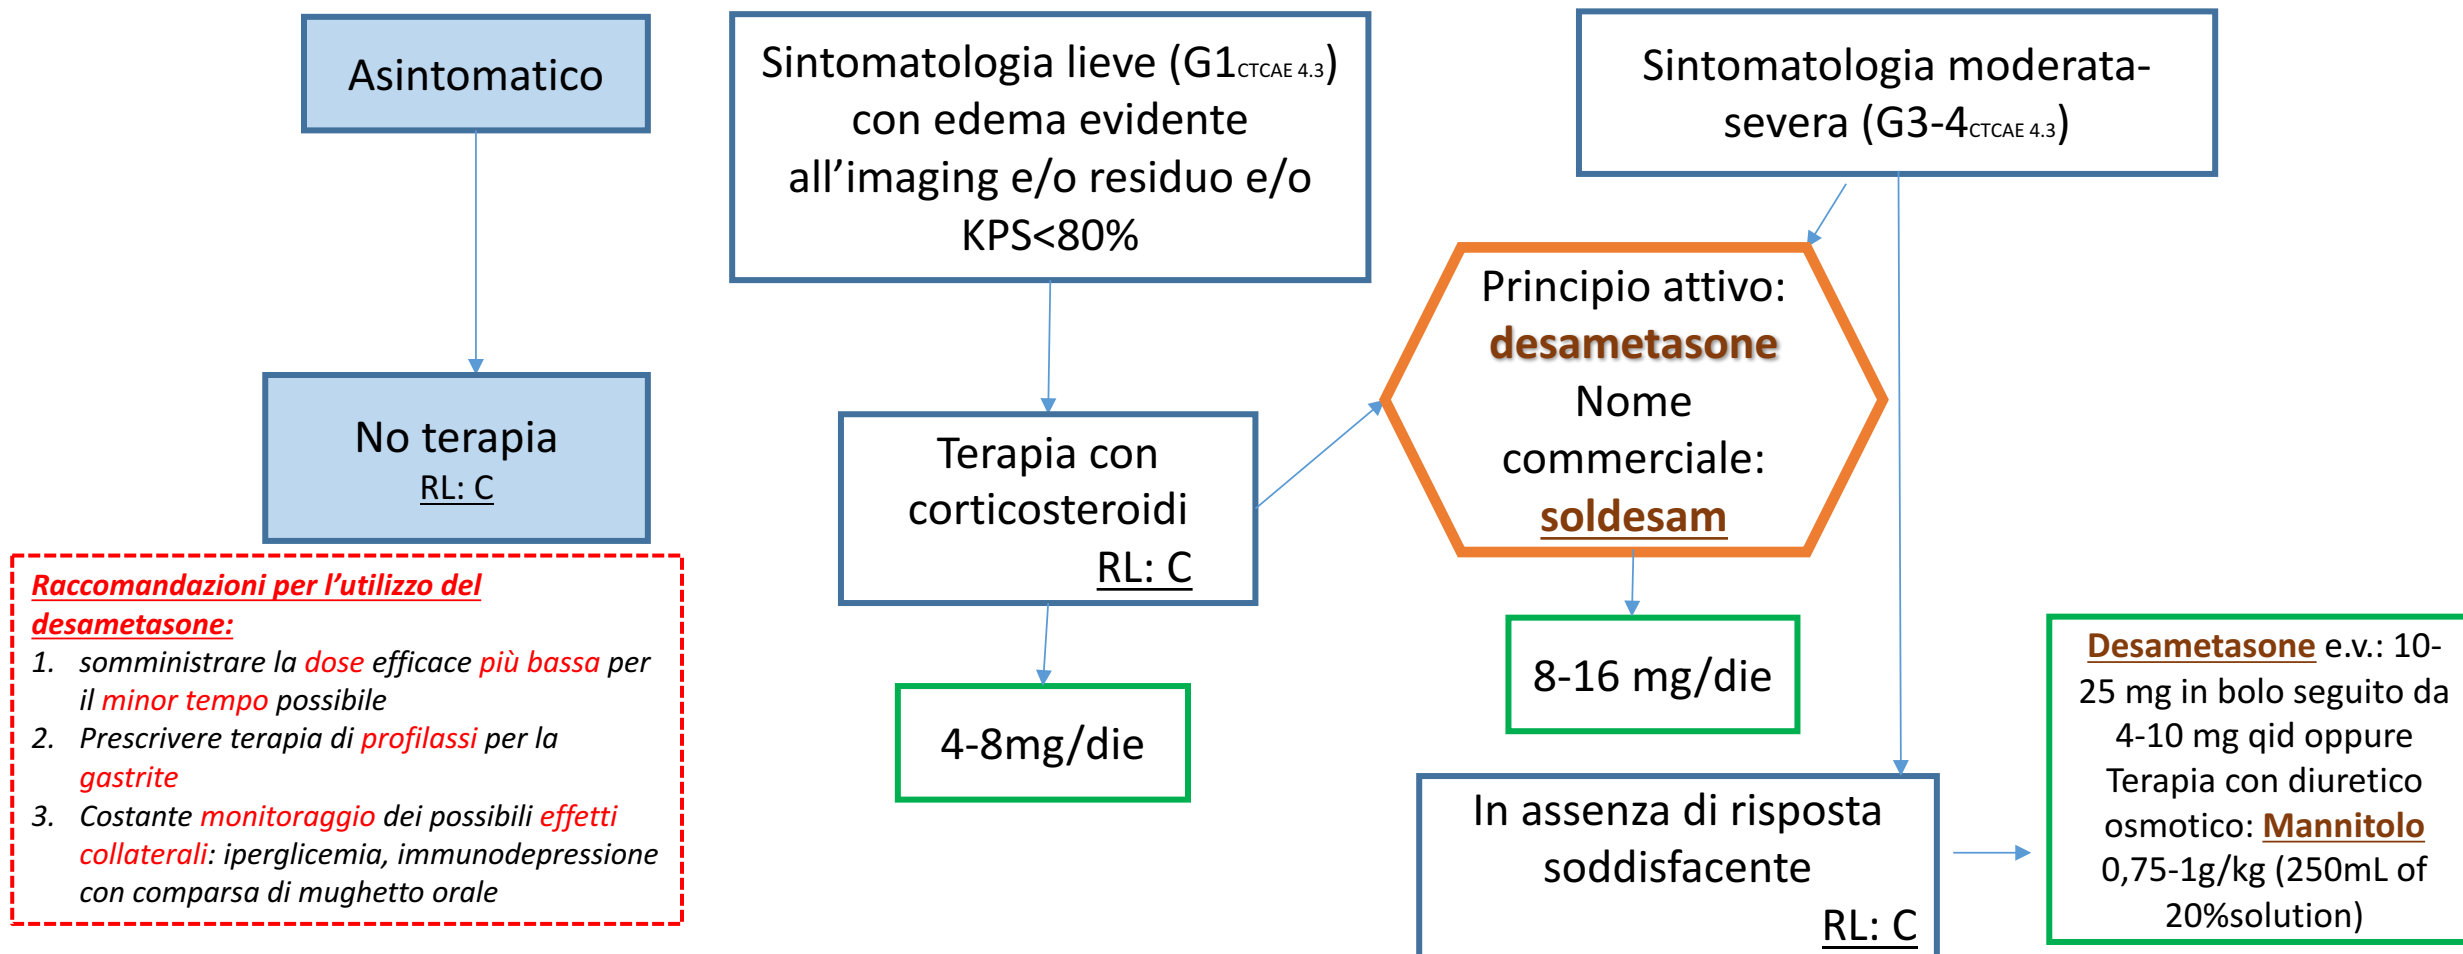 Asintomatico
No terapia
RL: C
Raccomandazioni per l’utilizzo del
desametasone:
1. somministrare la dose efficace più bassa per
il minor tempo possibile
2. Prescrivere terapia di profilassi per la
gastrite
3. Costante monitoraggio dei possibili effetti
collaterali: iperglicemia, immunodepressione
con comparsa di mughetto orale
Sintomatologia lieve (G1CTCAE 4.3)
con edema evidente
all’imaging e/o residuo e/o
KPS<80%
Terapia con
corticosteroidi
RL: C
4-8mg/die
Sintomatologia moderata-
severa (G3-4CTCAE 4.3)
Principio attivo:
desametasone
Nome
commerciale:
soldesam
8-16 mg/die
In assenza di risposta
soddisfacente
RL: C
Desametasone e.v.: 10-
25 mg in bolo seguito da
4-10 mg qid oppure
Terapia con diuretico
osmotico: Mannitolo
0,75-1g/kg (250mL of
20%solution)